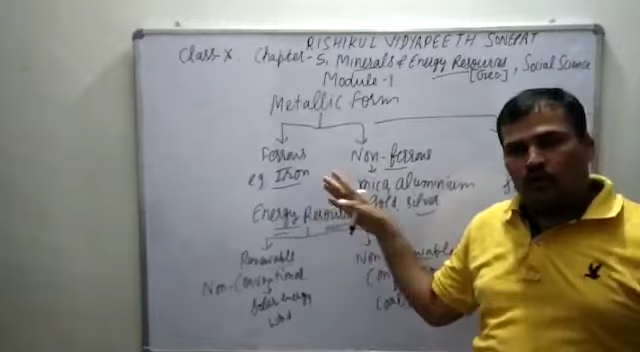 RISHIKUL VIDYAPEETH SONEPAT
Class-X Chapter-5, Minerals & Energy Resources [Geo.], Social Science
Module-1
Metallic Form
Ferrous Non-ferrous
eg Iron mica aluminium
gold, silver
Energy
Renewable Non
Non-Conventional
Solar energy
Wind